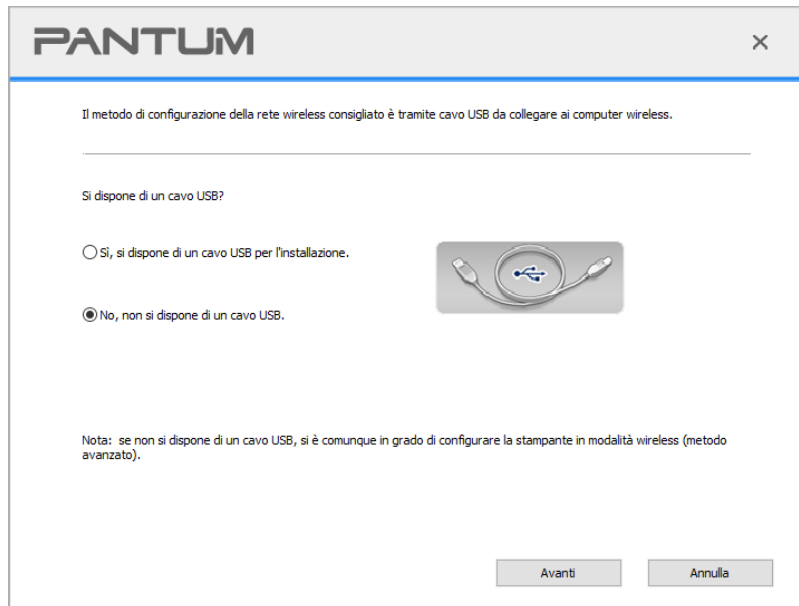 PANTUM
Il metodo di configurazione della rete wireless consigliato è tramite cavo USB da collegare ai computer wireless.
Si dispone di un cavo USB?
Sì, si dispone di un cavo USB per l'installazione.
No, non si dispone di un cavo USB.
Nota: se non si dispone di un cavo USB, si è comunque in grado di configurare la stampante in modalità wireless (metodo
avanzato).
Avanti Annulla